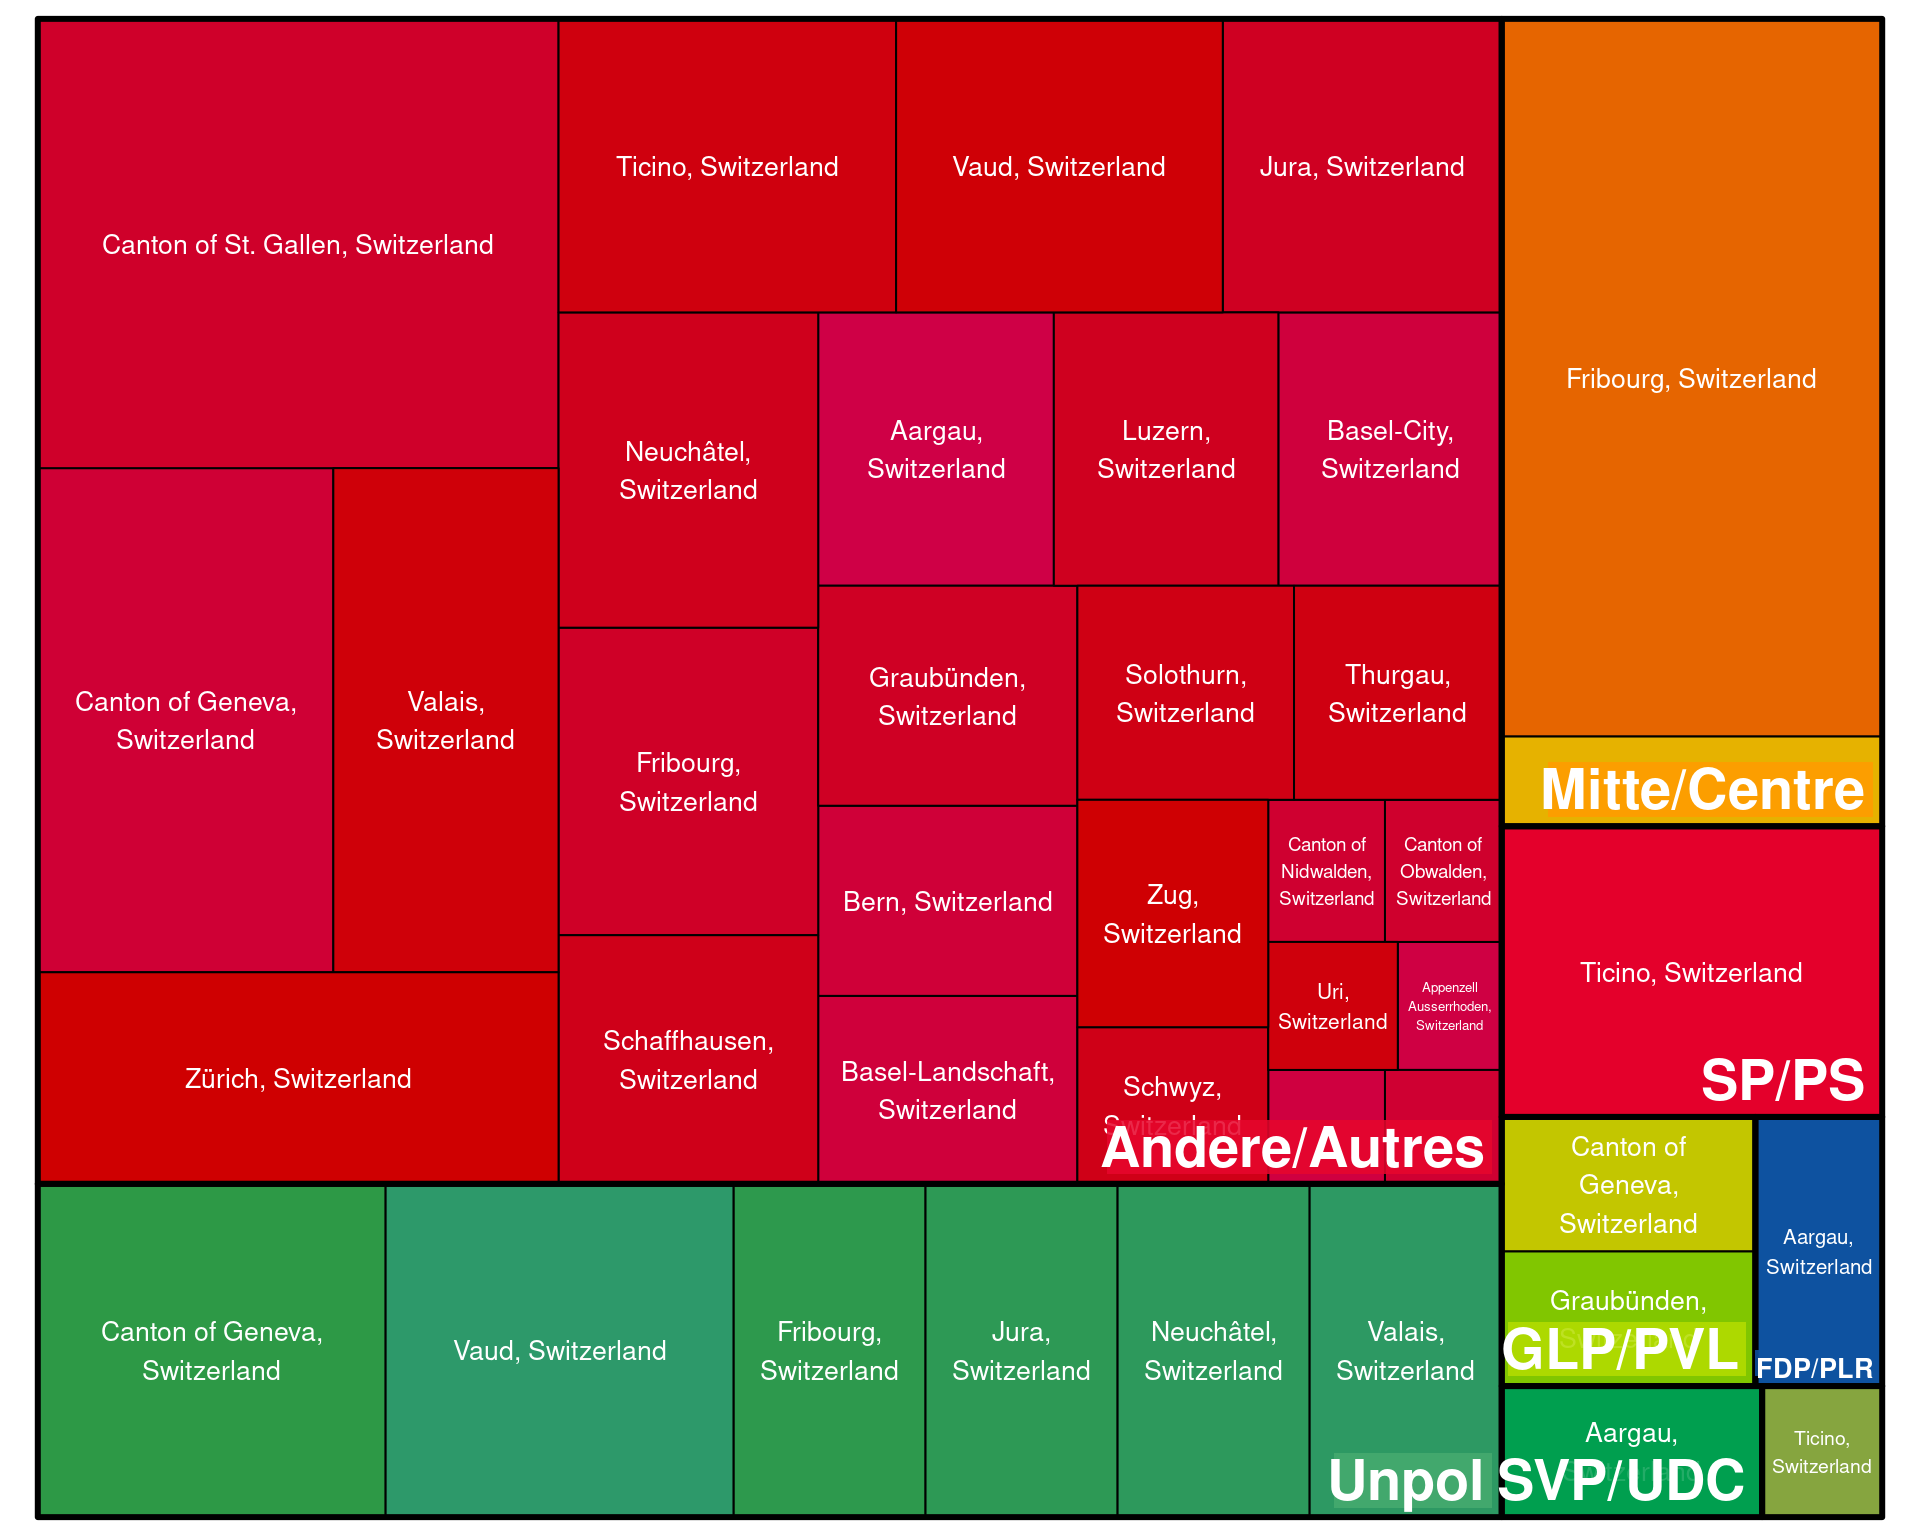 Canton of St. Gallen, Switzerland
Ticino, Switzerland
Vaud, Switzerland
Jura, Switzerland
Fribourg, Switzerland
Neuchâtel,
Switzerland
Aargau,
Switzerland
Luzern,
Switzerland
Basel-City,
Switzerland
Canton of Geneva,
Switzerland
Valais,
Switzerland
Fribourg,
Switzerland
Graubünden,
Switzerland
Solothurn,
Switzerland
Thurgau,
Switzerland
Mitte/Centre
Bern, Switzerland
Zug,
Switzerland
Canton of
Nidwalden,
Switzerland
Canton of
Obwalden,
Switzerland
Uri,
Switzerland
Appenzell
Ausserrhoden,
Switzerland
Ticino, Switzerland
SP/PS
Zürich, Switzerland
Schaffhausen,
Switzerland
Basel-Landschaft,
Switzerland
Schwyz,
Switzerland
Andere/Autres
Canton of
Geneva,
Switzerland
Aargau,
Switzerland
Graubünden,
Switzerland
GLP/PVL
FDP/PLR
Canton of Geneva,
Switzerland
Vaud, Switzerland
Fribourg,
Switzerland
Jura,
Switzerland
Neuchâtel,
Switzerland
Valais,
Switzerland
Unpol
Aargau,
Switzerland
SVP/UDC
Ticino,
Switzerland